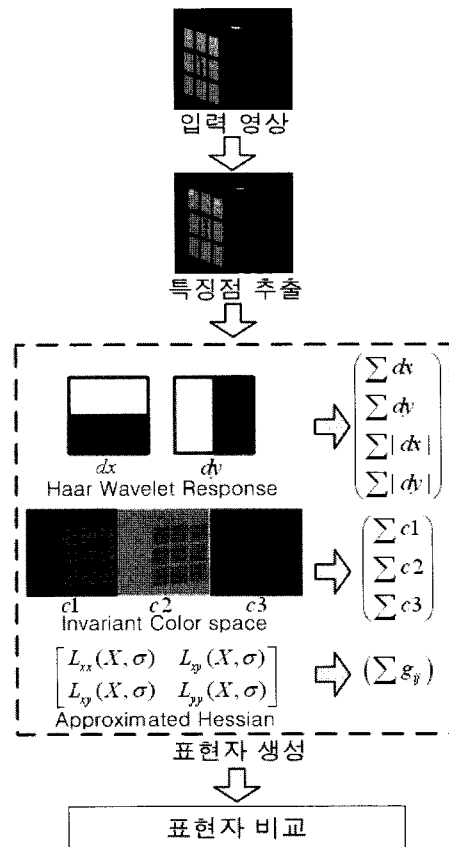 입력 영상
특징점 추출
dx dy
Haar Wavelet Response
∑ dx
∑ dy
∑ | dx |
∑ | dy |
c1 c2 c3
Invariant Color space
∑ c1
∑ c2
∑ c3
L_xx(X, σ) L_xy(X, σ)
L_xy(X, σ) L_yy(X, σ)
Approximated Hessian
(∑ g_ij)
표현자 생성
표현자 비교